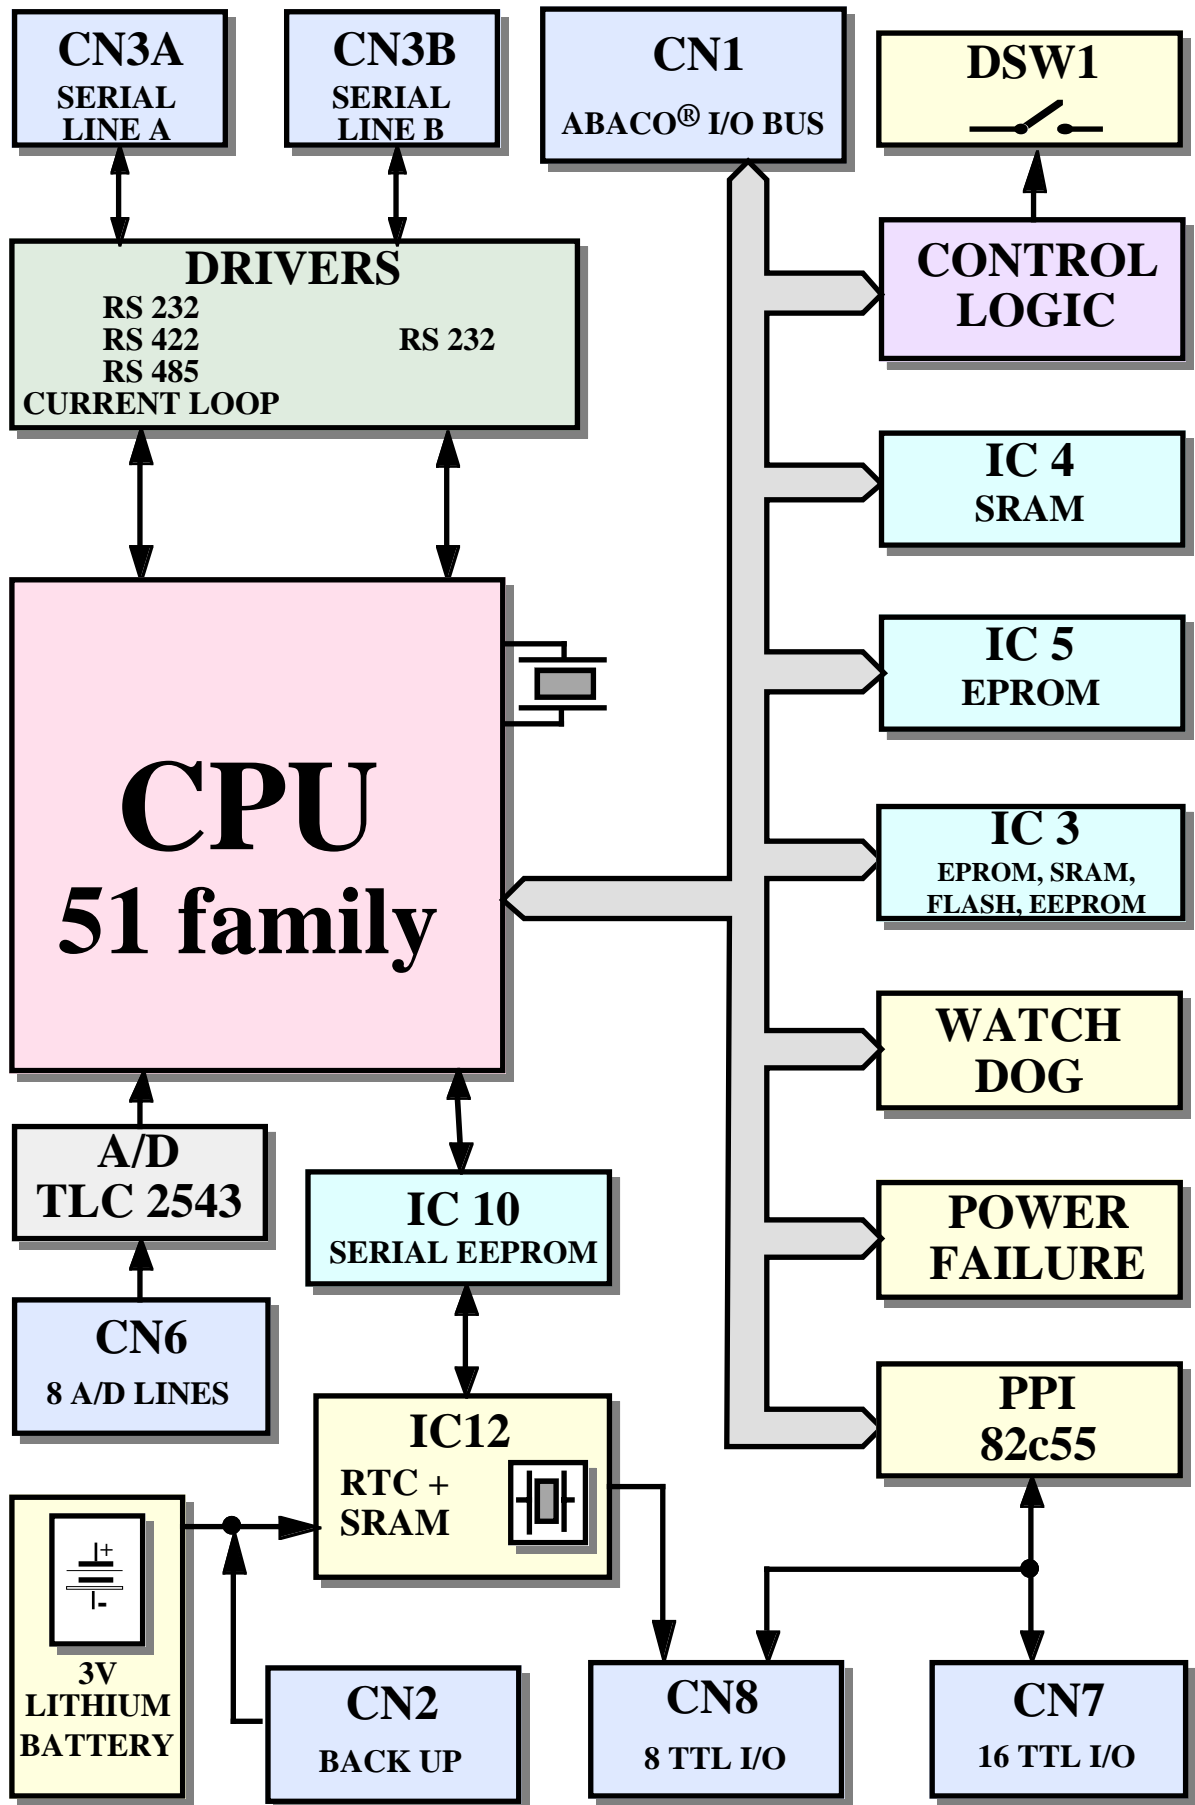 CN3A
SERIAL
LINE A
CN3B
SERIAL
LINE B
CN1
ABACO® I/O BUS
DSW1
DRIVERS
RS 232
RS 422
RS 485
CURRENT LOOP
RS 232
CONTROL
LOGIC
IC 4
SRAM
IC 5
EPROM
CPU
51 family
IC 3
EPROM, SRAM,
FLASH, EEPROM
WATCH
DOG
A/D
TLC 2543
IC 10
SERIAL EEPROM
POWER
FAILURE
CN6
8 A/D LINES
IC12
RTC +
SRAM
PPI
82c55
+
-
3V
LITHIUM
BATTERY
CN2
BACK UP
CN8
8 TTL I/O
CN7
16 TTL I/O